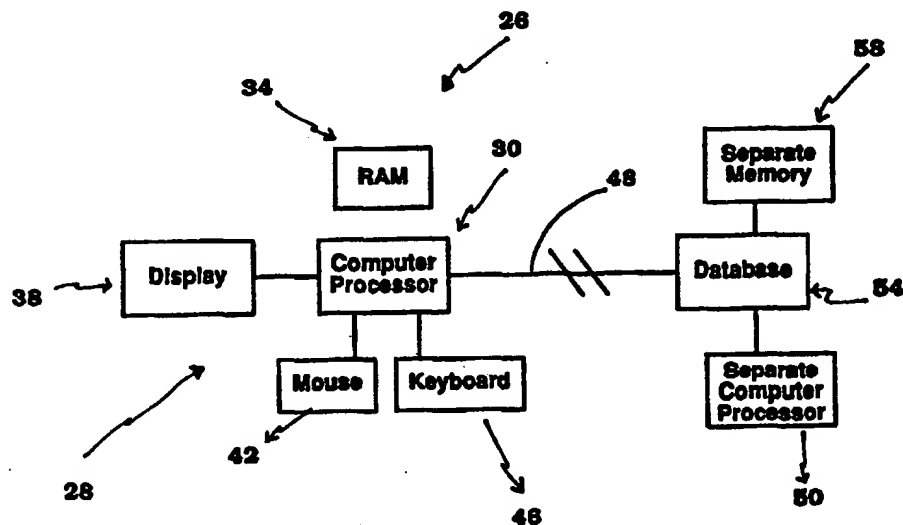 26
58
34
RAM
30
Separate
Memory
48
Display
Computer
Processor
Database
38
54
Mouse
Keyboard
Separate
Computer
Processor
42
28
46
50